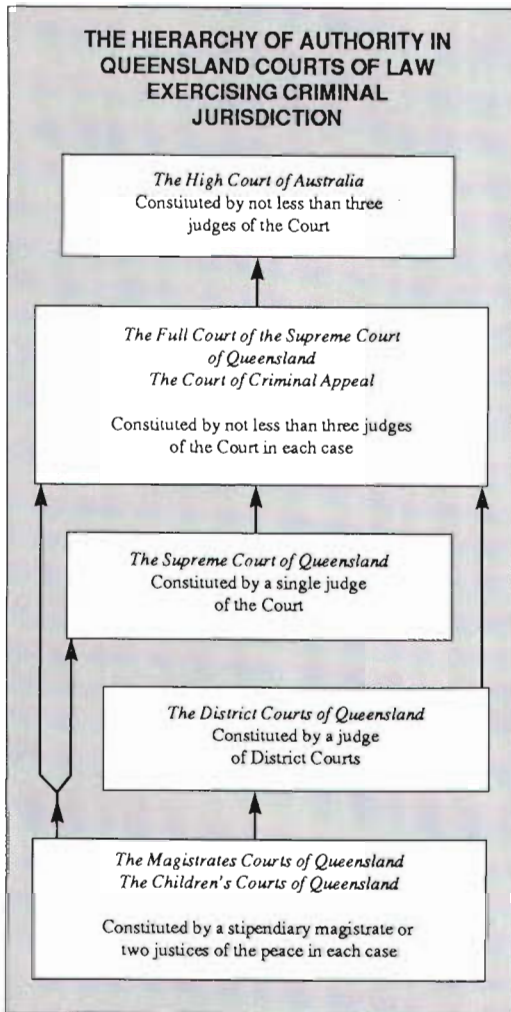 THE HIERARCHY OF AUTHORITY IN
QUEENSLAND COURTS OF LAW
EXERCISING CRIMINAL
JURISDICTION
The High Court of Australia
Constituted by not less than three
judges of the Court
The Full Court of the Supreme Court
of Queensland
The Court of Criminal Appeal
Constituted by not less than three judges
of the Court in each case
The Supreme Court of Queensland
Constituted by a single judge
of the Court
The District Courts of Queensland
Constituted by a judge
of District Courts
The Magistrates Courts of Queensland
The Children's Courts of Queensland
Constituted by a stipendiary magistrate or
two justices of the peace in each case